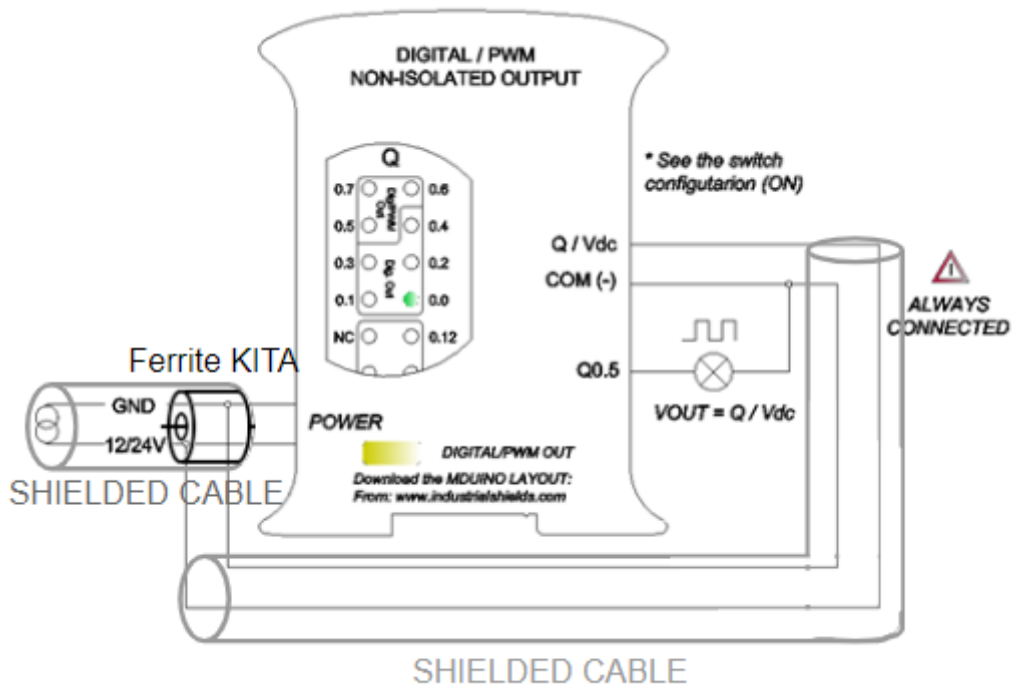 DIGITAL / PWM
NON-ISOLATED OUTPUT
Q
0.7
0.6
Dig/PWM Out
0.5
0.4
0.3
Dig. Out
0.2
0.1
0.0
NC
0.12
* See the switch
configutarion (ON)
Q / Vdc
COM (-)
ALWAYS
CONNECTED
Q0.5
VOUT = Q / Vdc
Ferrite KITA
GND
12/24V
POWER
SHIELDED CABLE
DIGITAL/PWM OUT
Download the MDUINO LAYOUT:
From: www.industrialshields.com
SHIELDED CABLE